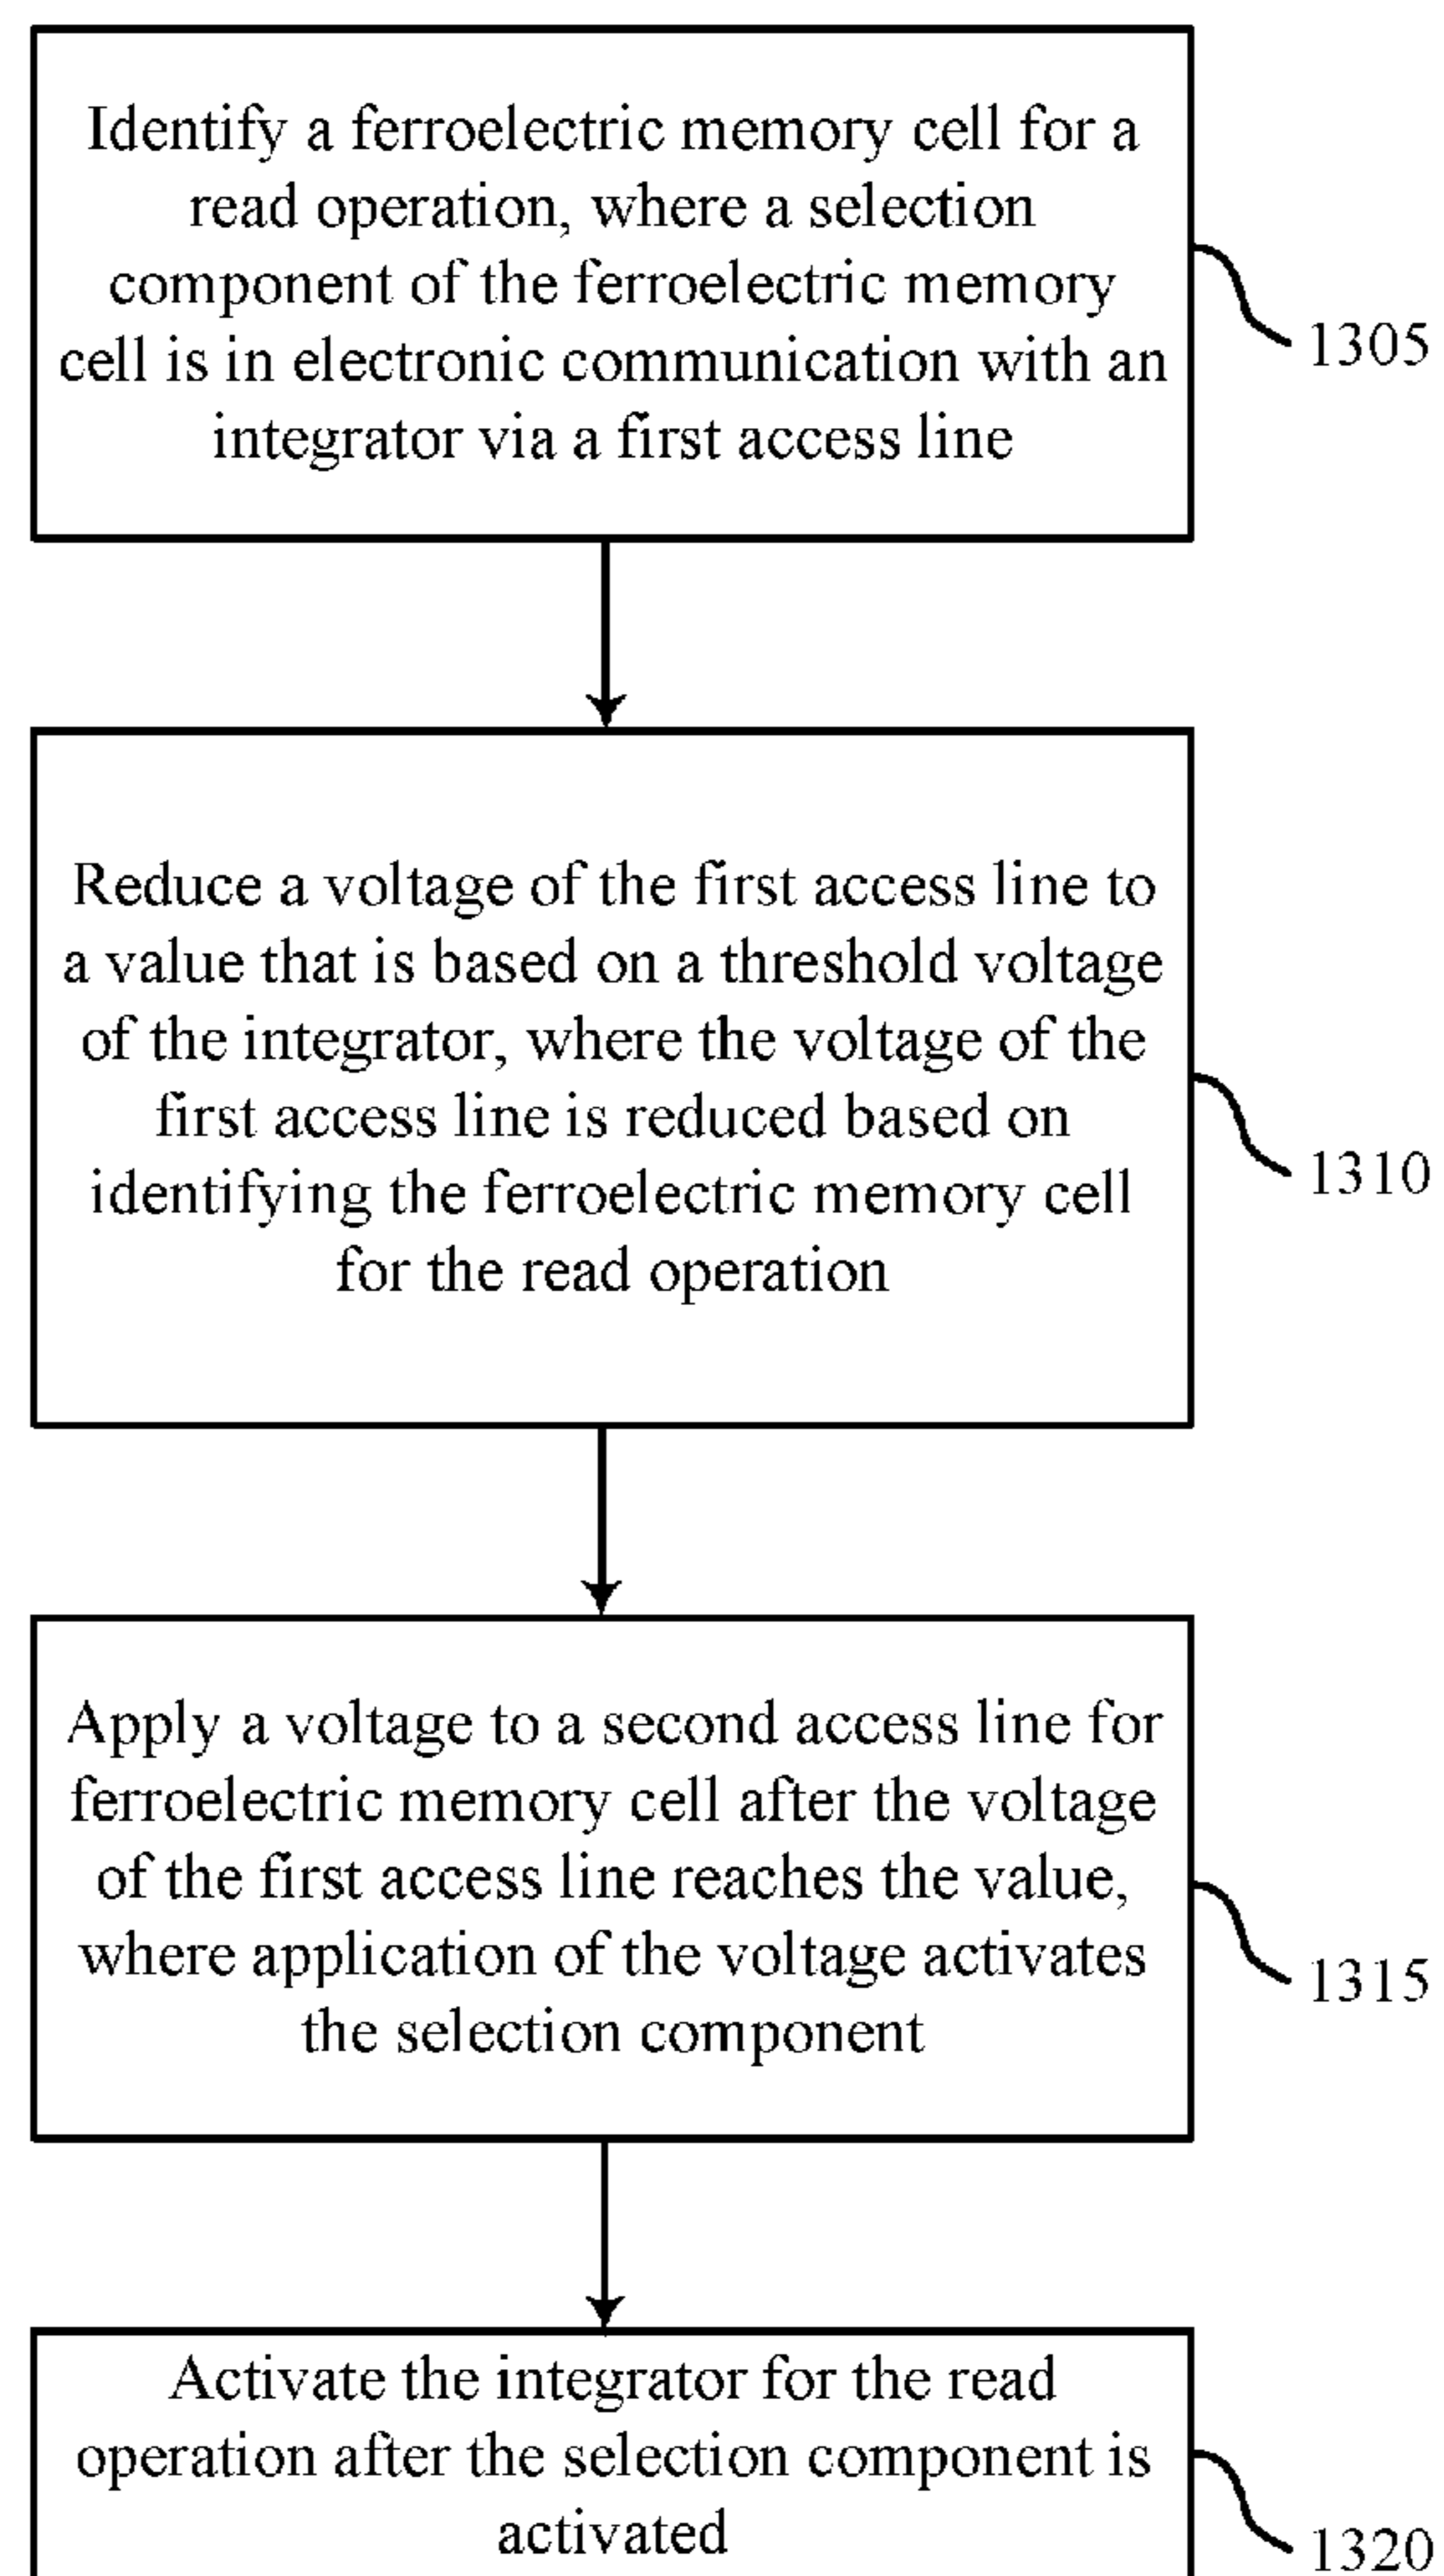 Identify a ferroelectric memory cell for a
read operation, where a selection
component of the ferroelectric memory
cell is in electronic communication with an
integrator via a first access line
1305
Reduce a voltage of the first access line to
a value that is based on a threshold voltage
of the integrator, where the voltage of the
first access line is reduced based on
identifying the ferroelectric memory cell
for the read operation
1310
Apply a voltage to a second access line for
ferroelectric memory cell after the voltage
of the first access line reaches the value,
where application of the voltage activates
the selection component
1315
Activate the integrator for the read
operation after the selection component is
activated
1320